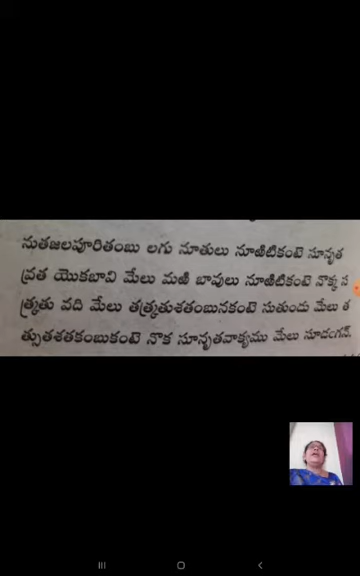 నుతజలపూరితంబు లగు నూతులు నూఱిటికంటె సూనృత
వ్రత యొకబావి మేలు మఱి బావులు నూఱిటికంటె నొక్క స
త్క్రతు వది మేలు తత్క్రతుశతంబునకంటె సుతుండు మేలు త
త్సుతశతకంబుకంటె నొక సూనృతవాక్యము మేలు సూడఁగన్.